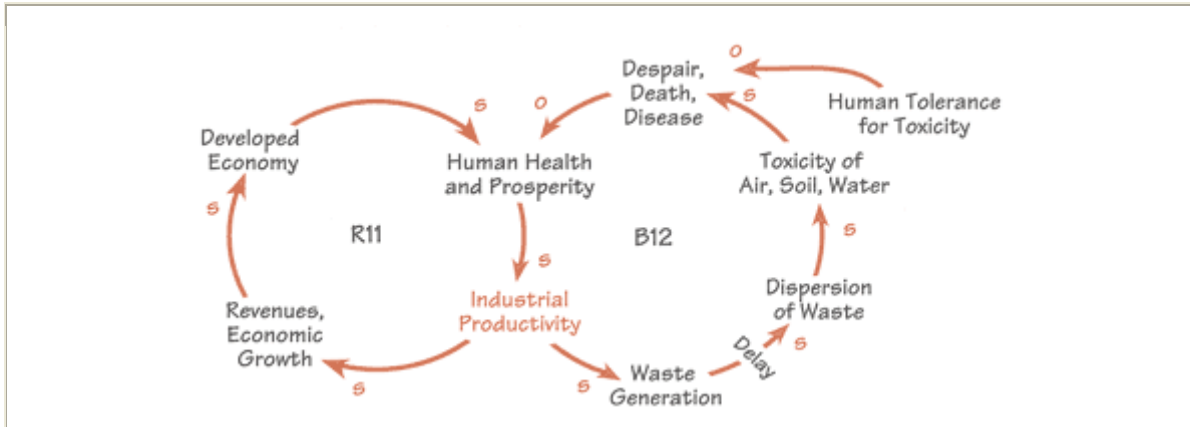 Despair,
Death,
Disease
O
S
Human Tolerance
for Toxicity
S
O
Developed
Economy
Human Health
and Prosperity
Toxicity of
Air, Soil, Water
S
R11
B12
S
S
Industrial
Productivity
Dispersion
of Waste
Revenues,
Economic
Growth
S
Delay
S
S
Waste
Generation